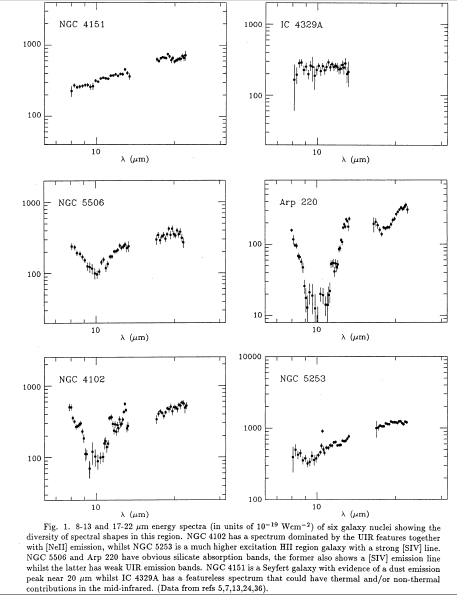 NGC 4151
1000
100
10
λ (μm)
IC 4329A
1000
100
10
λ (μm)
NGC 5506
1000
100
10
λ (μm)
Arp 220
100
10
10
λ (μm)
NGC 4102
1000
100
10
λ (μm)
10000
NGC 5253
1000
100
10
λ (μm)
Fig. 1. 8-13 and 17-22 μm energy spectra (in units of 10⁻¹⁹ Wcm⁻²) of six galaxy nuclei showing the
diversity of spectral shapes in this region. NGC 4102 has a spectrum dominated by the UIR features together
with [NeII] emission, whilst NGC 5253 is a much higher excitation HII region galaxy with a strong [SIV] line.
NGC 5506 and Arp 220 have obvious silicate absorption bands, the former also shows a [SIV] emission line
whilst the latter has weak UIR emission bands. NGC 4151 is a Seyfert galaxy with evidence of a dust emission
peak near 20 μm whilst IC 4329A has a featureless spectrum that could have thermal and/or non-thermal
contributions in the mid-infrared. (Data from refs 5,7,13,24,36).